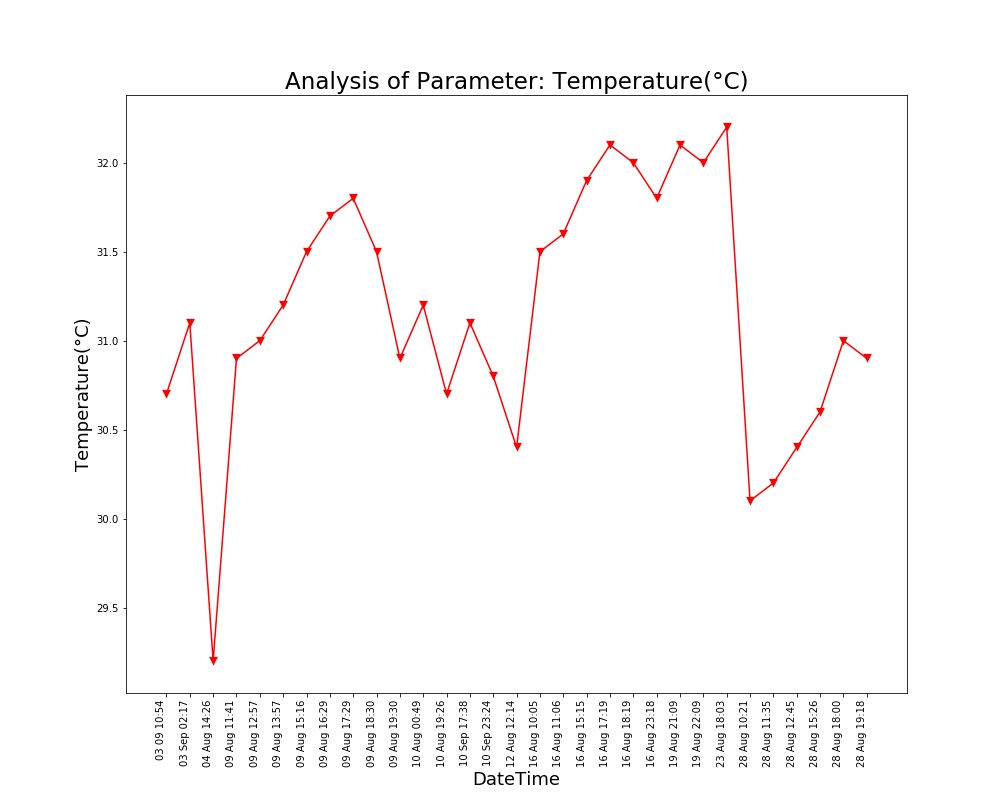 Analysis of Parameter: Temperature(°C)
Temperature(°C)
32.0
31.5
31.0
30.5
30.0
29.5
03 09 10:54
03 Sep 02:17
04 Aug 14:26
09 Aug 11:41
09 Aug 12:57
09 Aug 13:57
09 Aug 15:16
09 Aug 16:29
09 Aug 17:29
09 Aug 18:30
09 Aug 19:30
10 Aug 00:49
10 Aug 19:26
10 Sep 17:38
10 Sep 23:24
12 Aug 12:14
16 Aug 10:05
16 Aug 11:06
16 Aug 15:15
16 Aug 17:19
16 Aug 18:19
16 Aug 23:18
19 Aug 21:09
19 Aug 22:09
23 Aug 18:03
28 Aug 10:21
28 Aug 11:35
28 Aug 12:45
28 Aug 15:26
28 Aug 18:00
28 Aug 19:18
DateTime